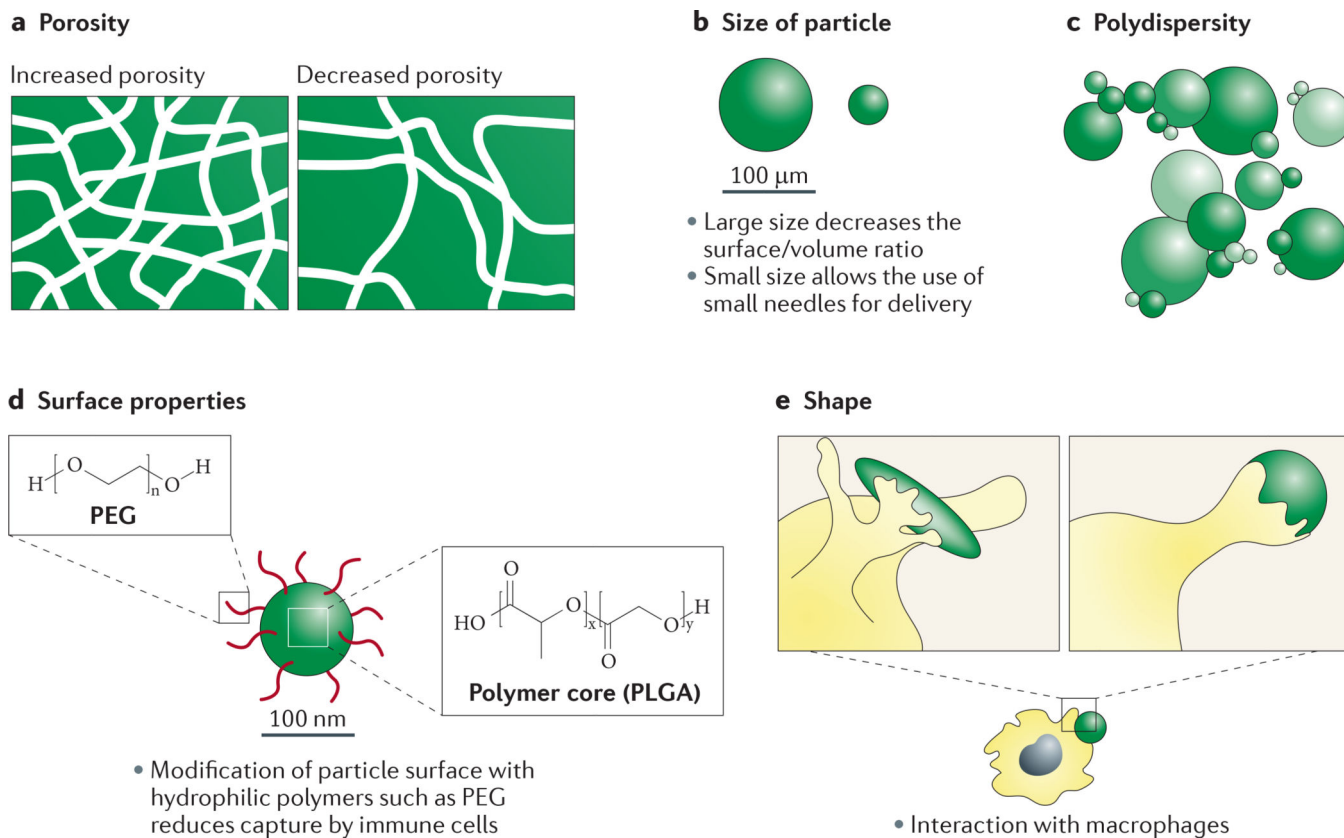 a Porosity
Increased porosity
Decreased porosity
b Size of particle
100 µm
• Large size decreases the
surface/volume ratio
• Small size allows the use of
small needles for delivery
c Polydispersity
d Surface properties
H
O
n
O
H
PEG
100 nm
HO
O
O
x
O
O
H
y
Polymer core (PLGA)
• Modification of particle surface with
hydrophilic polymers such as PEG
reduces capture by immune cells
e Shape
• Interaction with macrophages